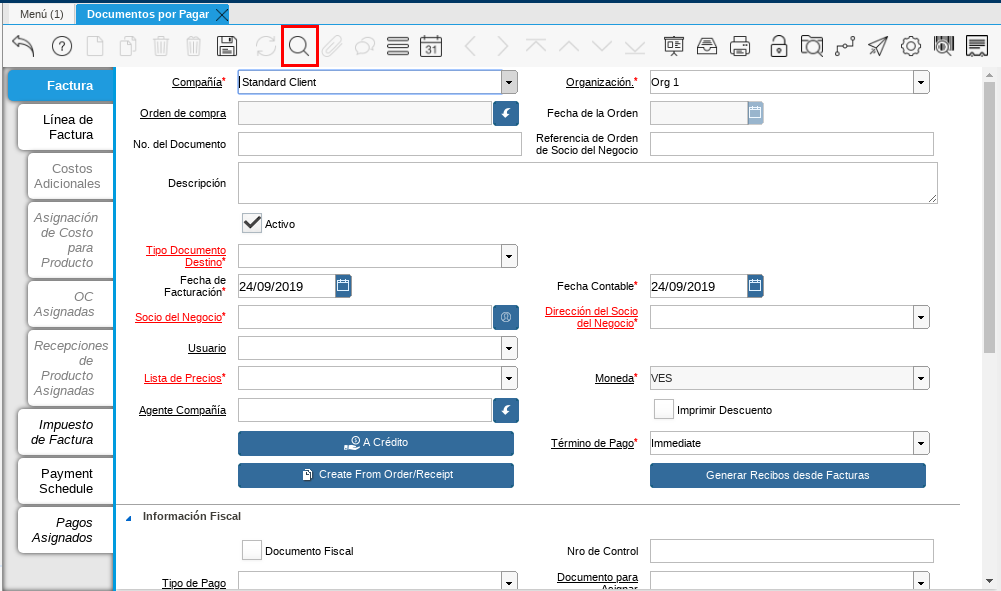 Menú (1)
Documentos por Pagar
31
Factura
Línea de
Factura
Costos
Adicionales
Asignación
de Costo
para
Producto
OC
Asignadas
Recepciones
de
Producto
Asignadas
Impuesto
de Factura
Payment
Schedule
Pagos
Asignados
Compañía*
Standard Client
Organización.*
Org 1
Orden de compra
Fecha de la Orden
No. del Documento
Referencia de Orden
de Socio del Negocio
Descripción
Activo
Tipo Documento
Destino*
Fecha de
Facturación*
24/09/2019
Fecha Contable*
24/09/2019
Socio del Negocio*
Dirección del Socio
del Negocio*
Usuario
Lista de Precios*
Moneda*
VES
Agente Compañía
Imprimir Descuento
A Crédito
Término de Pago*
Immediate
Create From Order/Receipt
Generar Recibos desde Facturas
Información Fiscal
Documento Fiscal
Nro de Control
Tipo de Pago
Documento para
Asignar